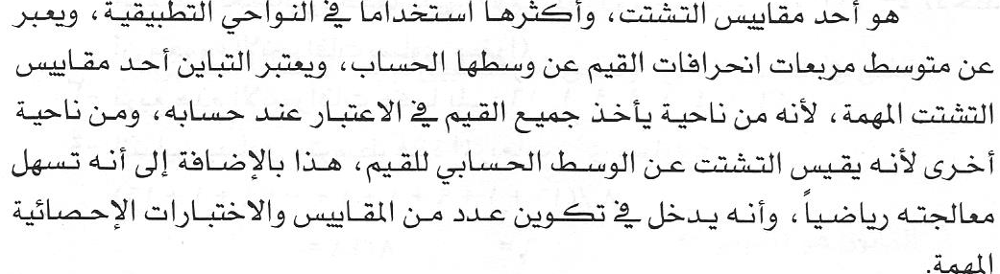 هو أحد مقاييس التشتت، وأكثرها استخداما في النواحي التطبيقية، ويعبر
عن متوسط مربعات انحرافات القيم عن وسطها الحساب، ويعتبر التباين أحد مقاييس
التشتت المهمة، لأنه من ناحية يأخذ جميع القيم في الاعتبار عند حسابه، ومن ناحية
أخرى لأنه يقيس التشتت عن الوسط الحسابي للقيم، هذا بالإضافة إلى أنه تسهل
معالجته رياضياً، وأنه يدخل في تكوين عدد من المقاييس والاختبارات الإحصائية
المهمة.